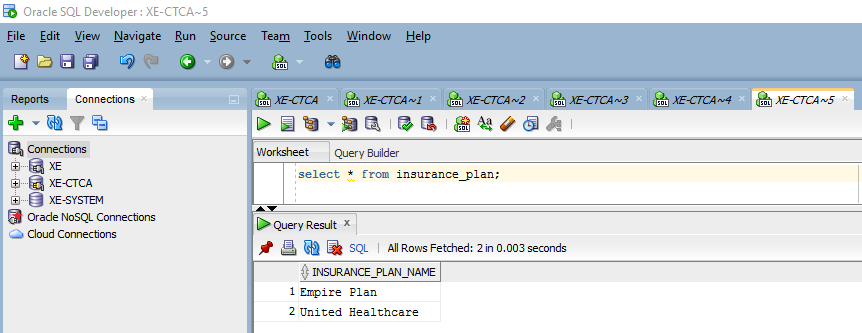 Oracle SQL Developer : XE-CTCA~5
File Edit View Navigate Run Source Team Tools Window Help
Reports Connections
XE-CTCA XE-CTCA~1 XE-CTCA~2 XE-CTCA~3 XE-CTCA~4 XE-CTCA~5
Connections
XE
XE-CTCA
XE-SYSTEM
Oracle NoSQL Connections
Cloud Connections
Worksheet Query Builder
select * from insurance_plan;
Query Result x
SQL | All Rows Fetched: 2 in 0.003 seconds
INSURANCE_PLAN_NAME
1 Empire Plan
2 United Healthcare